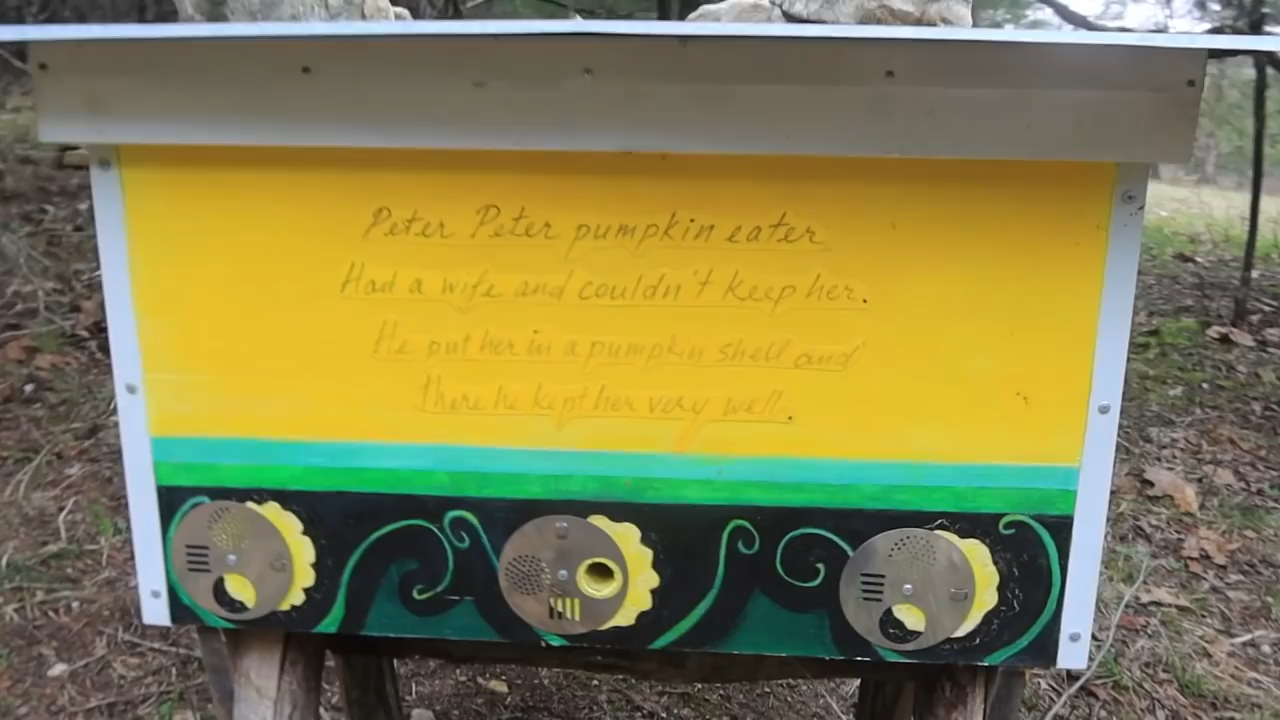 Peter Peter pumpkin eater
Had a wife and couldn't keep her.
He put her in a pumpkin shell and
there he kept her very well.